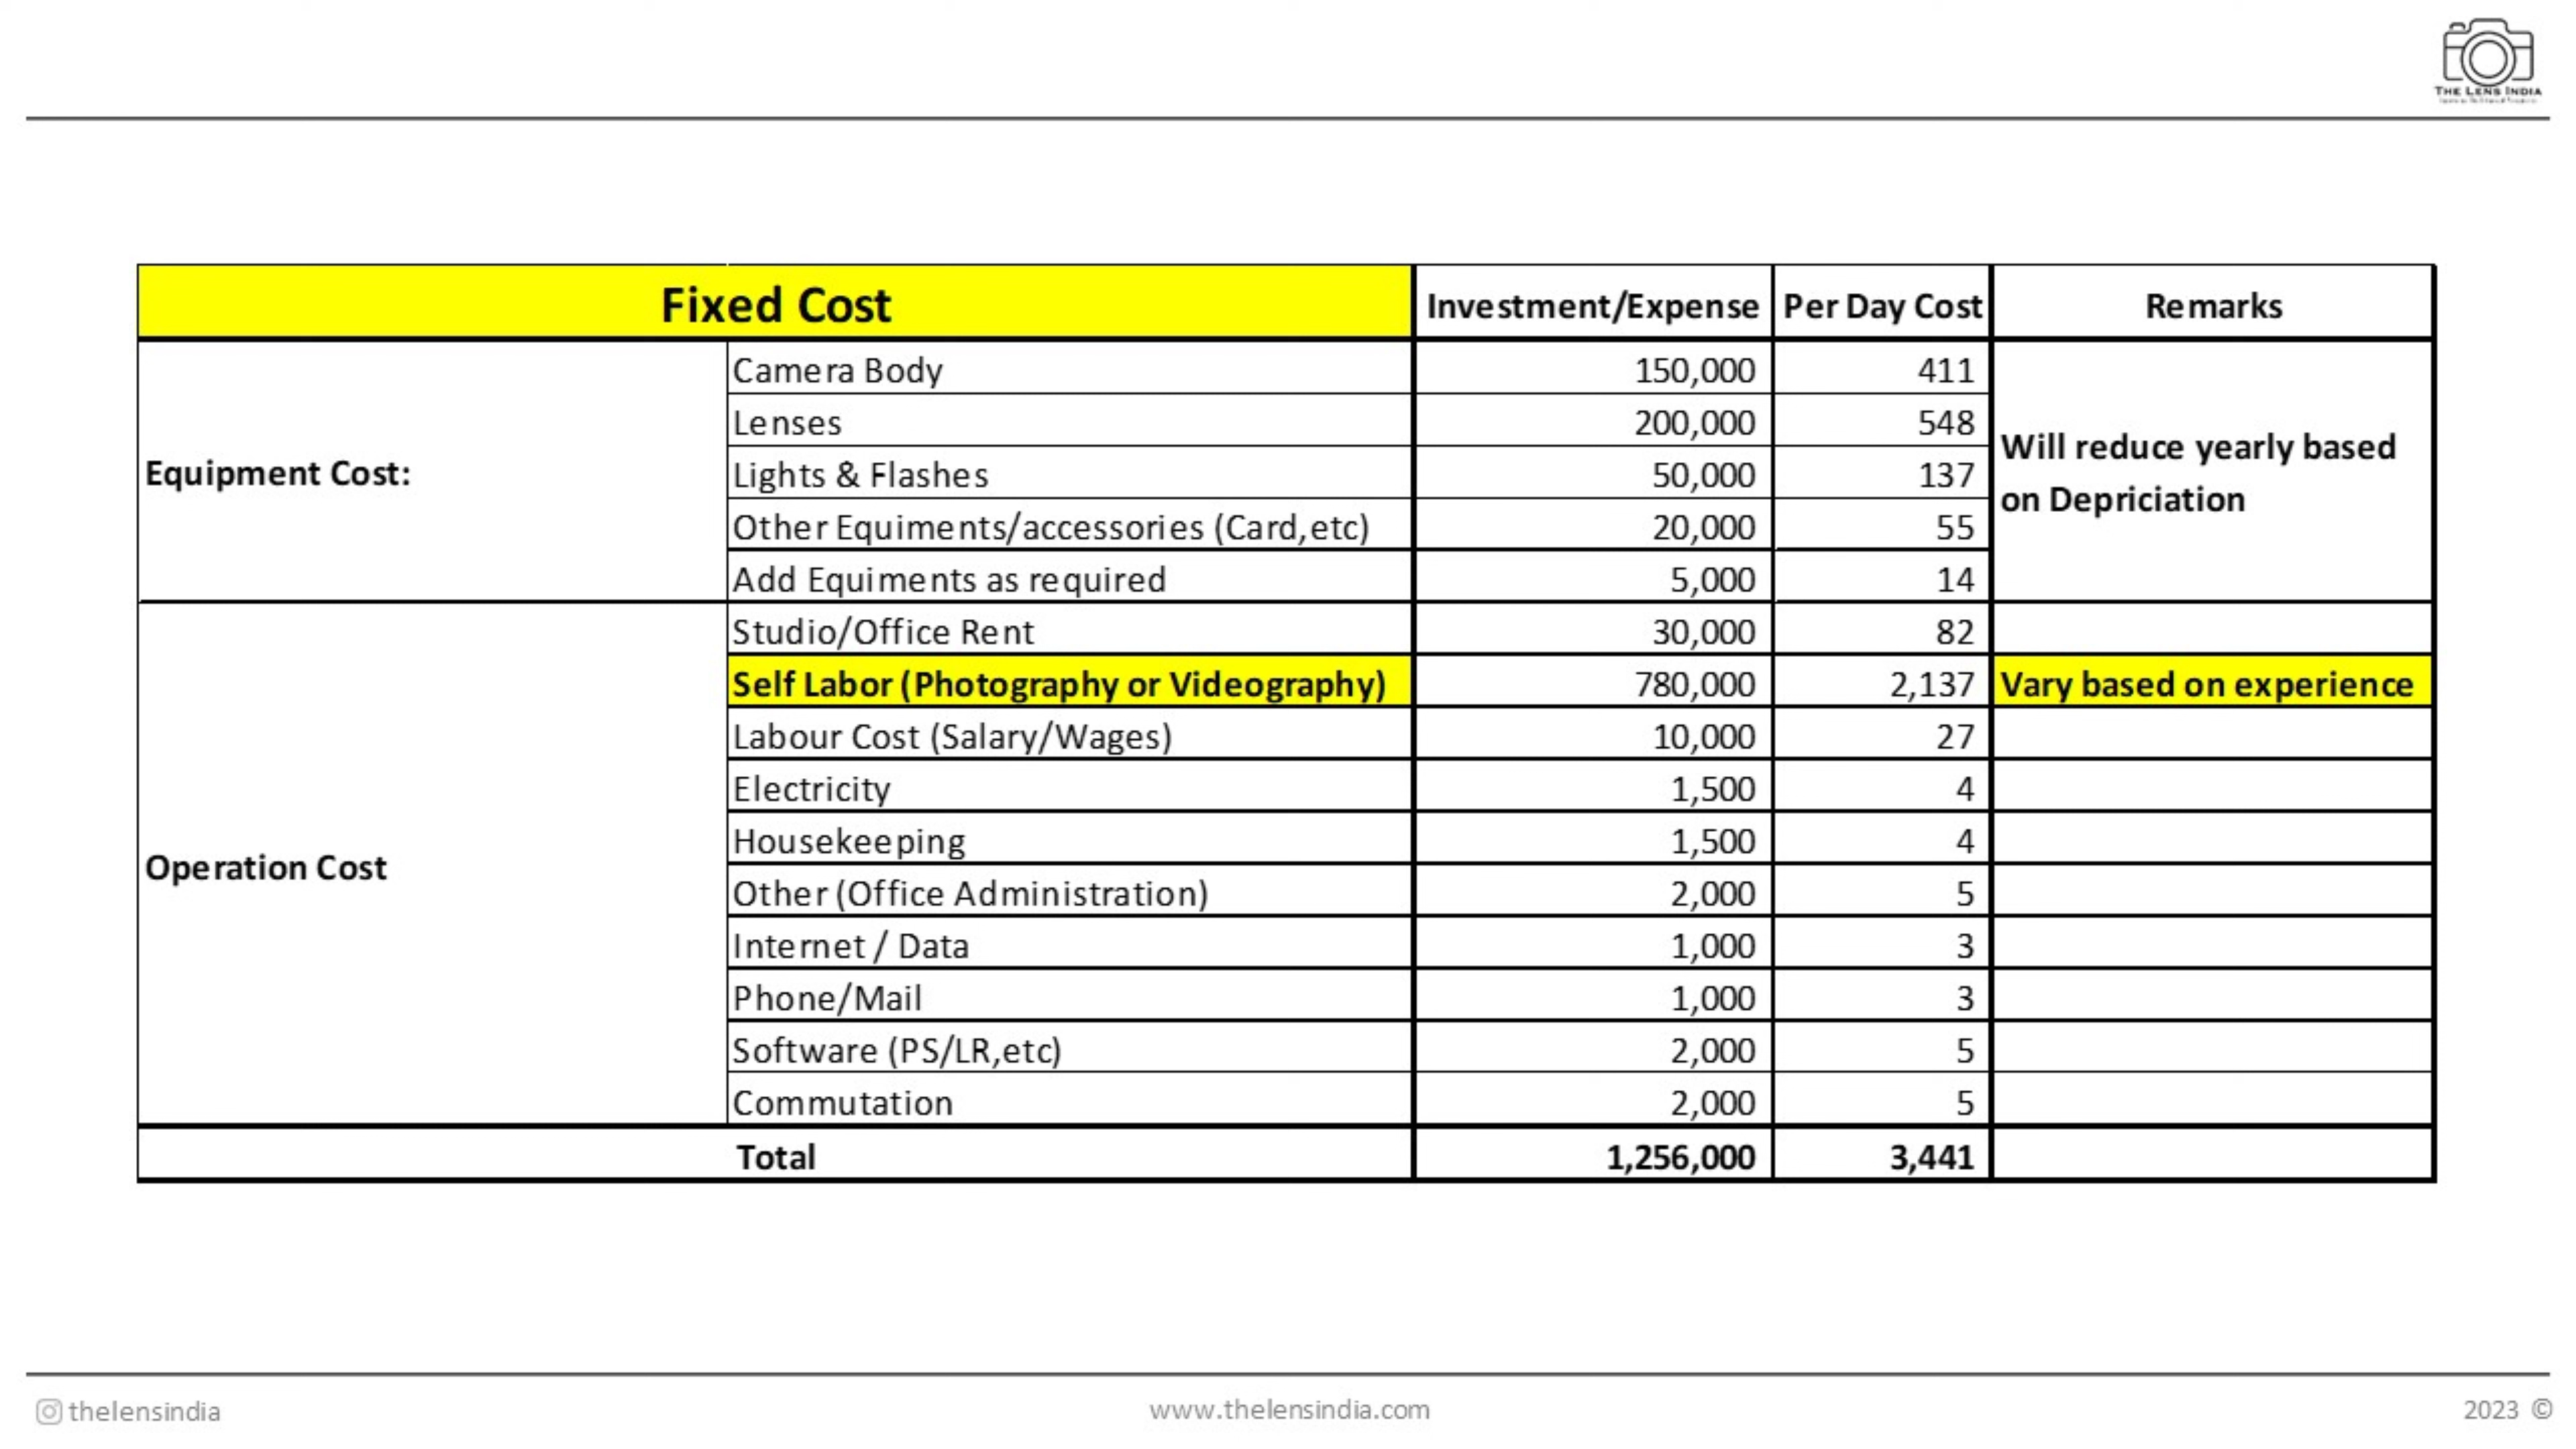 THE LENS INDIA
Fixed Cost Investment/Expense Per Day Cost Remarks
Equipment Cost:
Camera Body 150,000 411
Lenses 200,000 548
Lights & Flashes 50,000 137
Other Equiments/accessories (Card,etc) 20,000 55
Add Equiments as required 5,000 14
Will reduce yearly based
on Depriciation
Operation Cost
Studio/Office Rent 30,000 82
Self Labor (Photography or Videography) 780,000 2,137 Vary based on experience
Labour Cost (Salary/Wages) 10,000 27
Electricity 1,500 4
Housekeeping 1,500 4
Other (Office Administration) 2,000 5
Internet / Data 1,000 3
Phone/Mail 1,000 3
Software (PS/LR,etc) 2,000 5
Commutation 2,000 5
Total 1,256,000 3,441
thelensindia
www.thelensindia.com
2023 ©